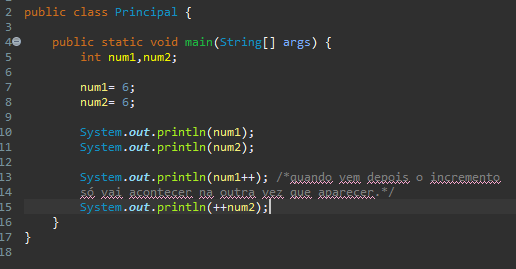 2 public class Principal {
3
4 public static void main(String[] args) {
5 int num1,num2;
6
7 num1= 6;
8 num2= 6;
9
10 System.out.println(num1);
11 System.out.println(num2);
12
13 System.out.println(num1++); /*quando vem depois o incremento
14 só vai acontecer na outra vez que aparecer.*/
15 System.out.println(++num2);
16 }
17 }
18